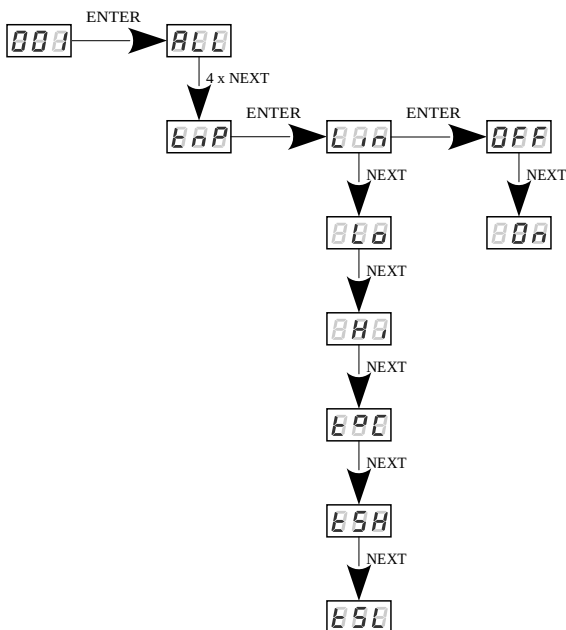 ENTER
001 ALL
4 x NEXT
ENTER ENTER
tnP Lin OFF
NEXT NEXT
Lo On
NEXT
Hi
NEXT
t°C
NEXT
tSH
NEXT
tSL